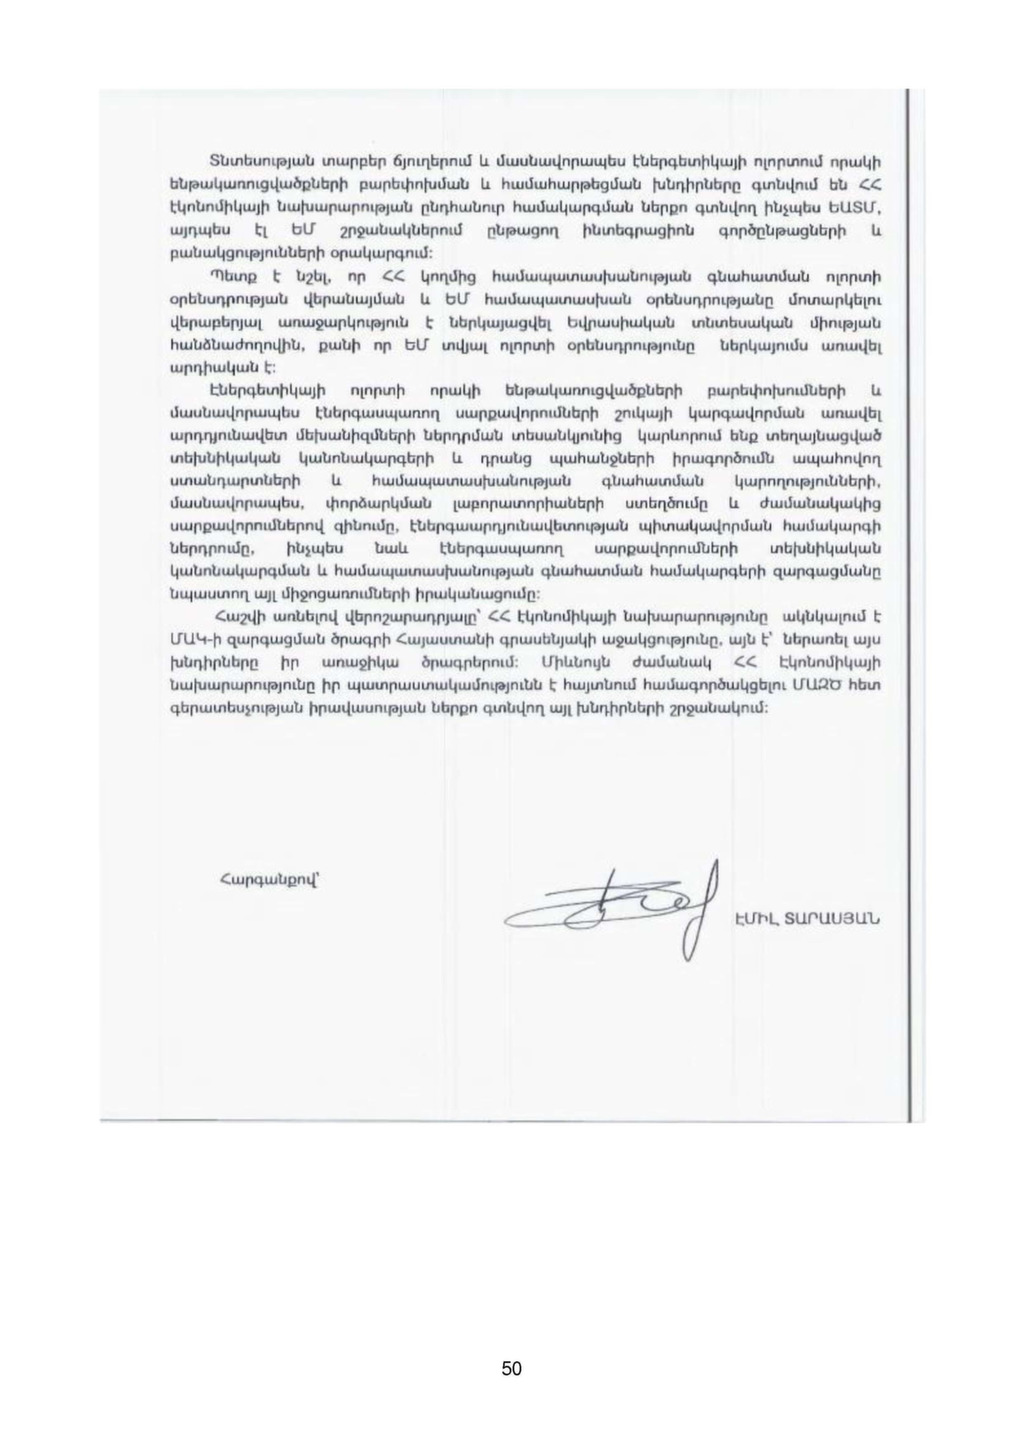 Տնտեսության տարբեր ճյուղերում և մասնավորապես էներգետիկայի ոլորտում որակի
ենթակառուցվածքների բարեփոխման և համահարթեցման խնդիրները գտնվում են ՀՀ
էկոնոմիկայի նախարարության ընդհանուր համակարգման ներքո գտնվող ինչպես ԵԱՏՄ,
այդպես էլ ԵՄ շրջանակներում ընթացող ինտեգրացիոն գործընթացների և
բանակցությունների օրակարգում:
Պետք է նշել, որ ՀՀ կողմից համապատասխանության գնահատման ոլորտի
օրենսդրության վերանայման և ԵՄ համապատասխան օրենսդրությանը մոտարկելու
վերաբերյալ առաջարկություն է ներկայացվել Եվրասիական տնտեսական միության
հանձնաժողովին, քանի որ ԵՄ տվյալ ոլորտի օրենսդրությունը ներկայումս առավել
արդիական է:
Էներգետիկայի ոլորտի որակի ենթակառուցվածքների բարեփոխումների և
մասնավորապես էներգասպառող սարքավորումների շուկայի կարգավորման առավել
արդյունավետ մեխանիզմների ներդրման տեսանկյունից կարևորում ենք տեղայնացված
տեխնիկական կանոնակարգերի և դրանց պահանջների իրագործումն ապահովող
ստանդարտների և համապատասխանության գնահատման կարողությունների,
մասնավորապես, փորձարկման լաբորատորիաների ստեղծումը և ժամանակակից
սարքավորումներով զինումը, էներգաարդյունավետության պիտակավորման համակարգի
ներդրումը, ինչպես նաև էներգասպառող սարքավորումների տեխնիկական
կանոնակարգման և համապատասխանության գնահատման համակարգերի զարգացմանը
նպաստող այլ միջոցառումների իրականացումը:
Հաշվի առնելով վերոշարադրյալը՝ ՀՀ էկոնոմիկայի նախարարությունը ակնկալում է
ՄԱԿ-ի զարգացման ծրագրի Հայաստանի գրասենյակի աջակցությունը, այն է՝ ներառել այս
խնդիրները իր առաջիկա ծրագրերում: Միևնույն ժամանակ ՀՀ էկոնոմիկայի
նախարարությունը իր պատրաստակամությունն է հայտնում համագործակցելու ՄԱԶԾ հետ
գերատեսչության իրավասության ներքո գտնվող այլ խնդիրների շրջանակում:
Հարգանքով՝
ԷՄԻԼ ՏԱՐԱՍՅԱՆ
50